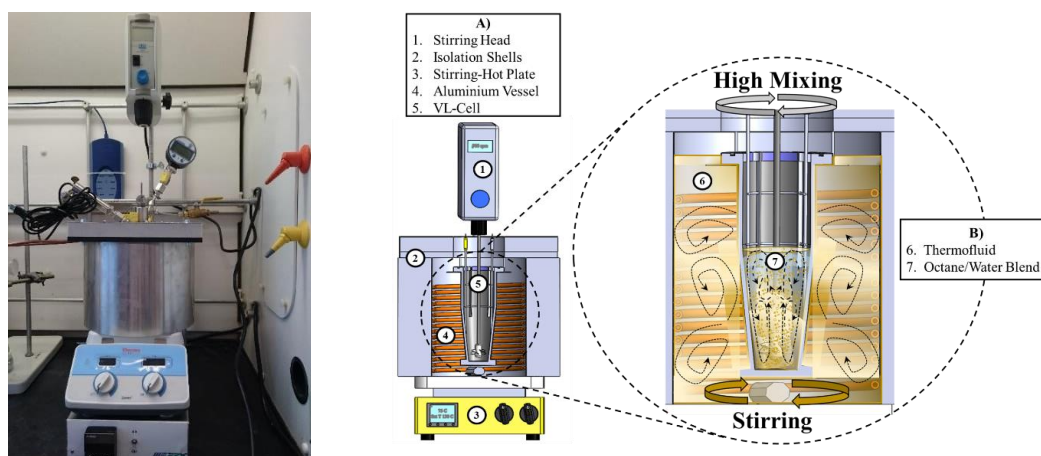 A)
1. Stirring Head
2. Isolation Shells
3. Stirring-Hot Plate
4. Aluminium Vessel
5. VL-Cell
High Mixing
1
2
5
4
3
6
7
B)
6. Thermofluid
7. Octane/Water Blend
Stirring